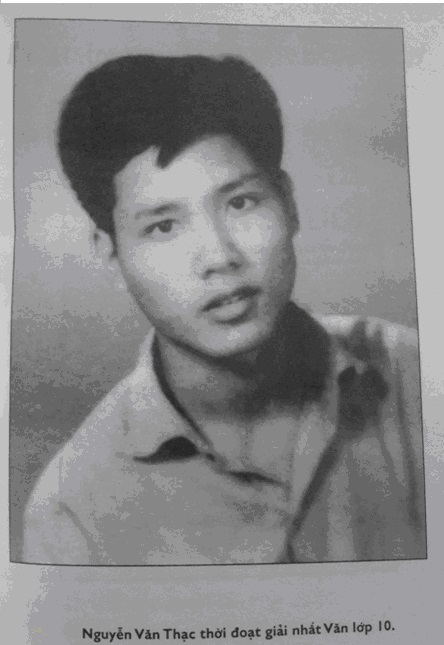 Nguyễn Văn Thạc thời đoạt giải nhất Văn lớp 10.